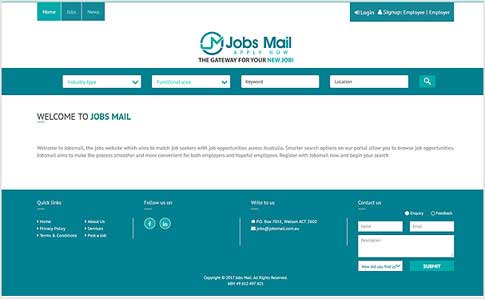 Home Jobs News
Login Signup: Employee | Employer
JM Jobs Mail
APPLY NOW
THE GATEWAY FOR YOUR NEW JOB!
Industry type Functional area Keyword Location
WELCOME TO JOBS MAIL
Welcome to Jobsmail, the jobs website which aims to match job seekers with job opportunities across Australia. Smarter search options on our portal allow you to browse job opportunities.
Jobsmail aims to make the process smoother and more convenient for both employers and hopeful employees. Register with Jobsmail now and begin your search
Quick links
Home
Privacy Policy
Terms & Conditions
About Us
Services
Post a Job
Follow us on
f in
Write to us
P.O. Box 7051, Watson ACT 2602
jobs@jobsmail.com.au
Contact us
Enquiry Feedback
Name Email
Description
How did you find us SUBMIT
Copyright © 2017 Jobs Mail. All Rights Reserved.
ABN 49 612 497 621